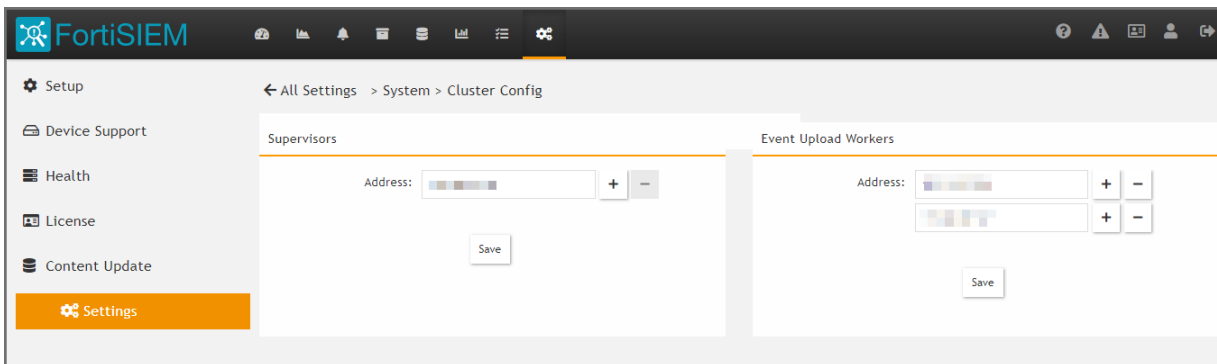 FortiSIEM
Setup
Device Support
Health
License
Content Update
Settings
All Settings > System > Cluster Config
Supervisors
Address:
+ −
Save
Event Upload Workers
Address:
+ −
+ −
Save